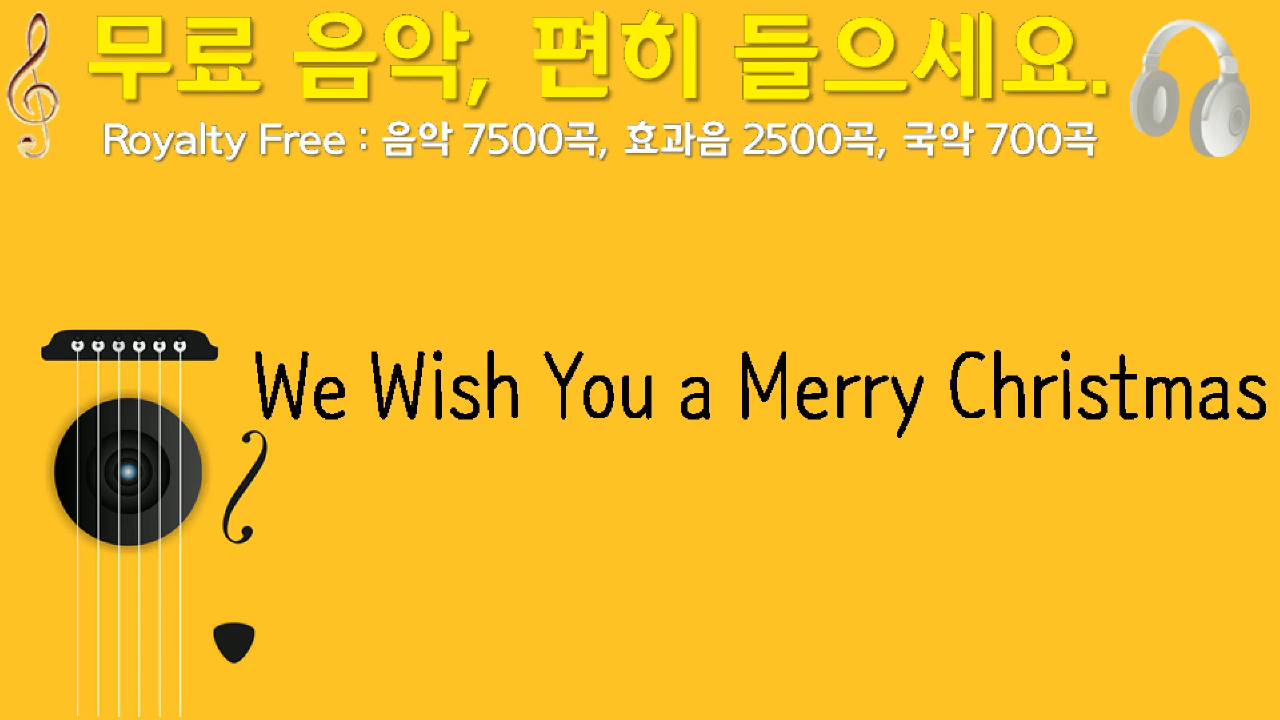 무료 음악, 편히 들으세요.
Royalty Free : 음악 7500곡, 효과음 2500곡, 국악 700곡
We Wish You a Merry Christmas